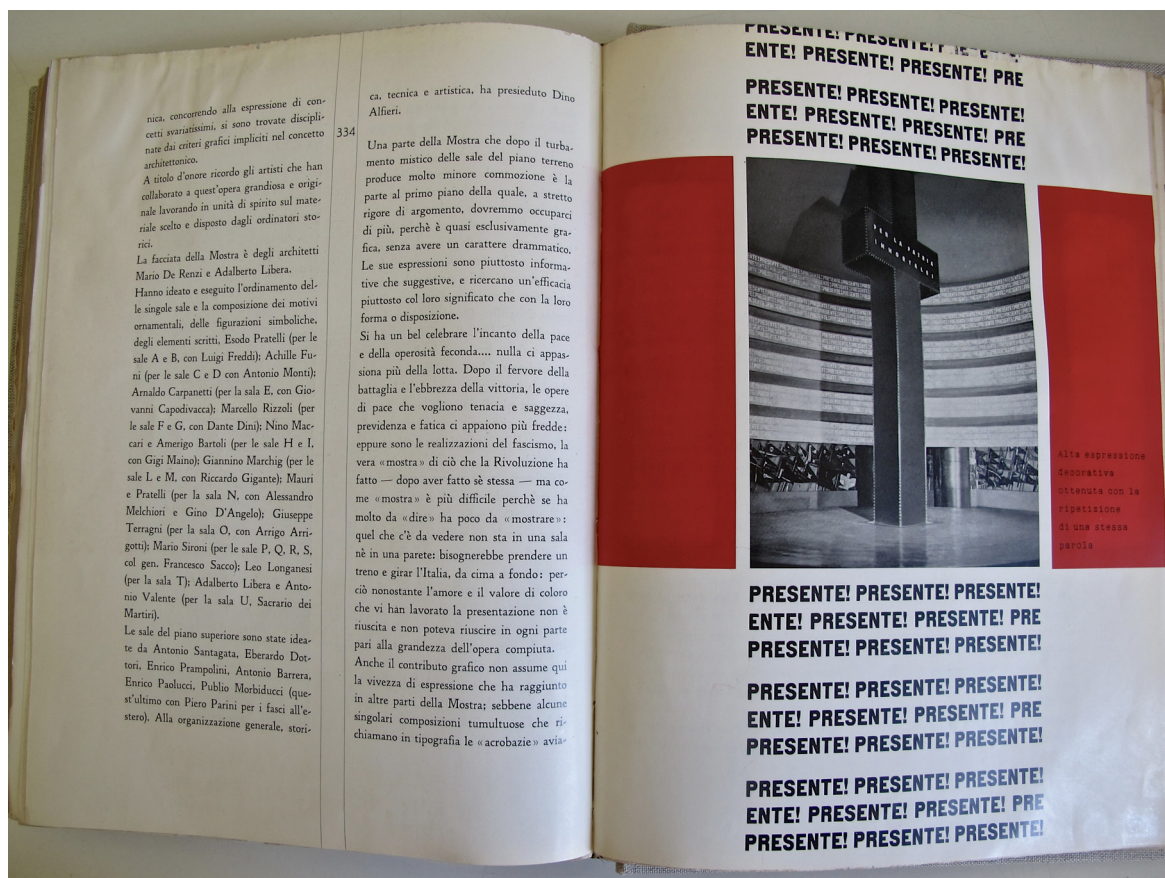 nica, concorrendo alla espressione di con-
cetti svariatissimi, si sono trovate discipli-
nate dai criteri grafici impliciti nel concetto
architettonico.
A titolo d'onore ricordo gli artisti che han
collaborato a quest'opera grandiosa e origi-
nale lavorando in unità di spirito sul mate-
riale scelto e disposto dagli ordinatori sto-
rici.
La facciata della Mostra è degli architetti
Mario De Renzi e Adalberto Libera.
Hanno ideato e eseguito l'ordinamento del-
le singole sale e la composizione dei motivi
ornamentali, delle figurazioni simboliche,
degli elementi scritti, Esodo Pratelli (per le
sale A e B, con Luigi Freddi); Achille Fu-
ni (per le sale C e D con Antonio Monti);
Arnaldo Carpanetti (per la sala E, con Gio-
vanni Capodivacca); Marcello Rizzoli (per
le sale F e G, con Dante Dini); Nino Mac-
cari e Amerigo Bartoli (per le sale H e I,
con Gigi Maino); Giannino Marchig (per le
sale L e M, con Riccardo Gigante); Mauri
e Pratelli (per la sala N, con Alessandro
Melchiori e Gino D'Angelo); Giuseppe
Terragni (per la sala O, con Arrigo Arri-
gotti); Mario Sironi (per le sale P, Q, R, S,
col gen. Francesco Sacco); Leo Longanesi
(per la sala T); Adalberto Libera e Anto-
nio Valente (per la sala U, Sacrario dei
Martiri).
Le sale del piano superiore sono state idea-
te da Antonio Santagata, Eberardo Dot-
tori, Enrico Prampolini, Antonio Barrera,
Enrico Paolucci, Publio Morbiducci (que-
st'ultimo con Piero Parini per i fasci all'e-
stero). Alla organizzazione generale, stori-
334
ca, tecnica e artistica, ha presieduto Dino
Alfieri.
Una parte della Mostra che dopo il turba-
mento mistico delle sale del piano terreno
produce molto minore commozione è la
parte al primo piano della quale, a stretto
rigore di argomento, dovremmo occuparci
di più, perchè è quasi esclusivamente gra-
fica, senza avere un carattere drammatico.
Le sue espressioni sono piuttosto informa-
tive che suggestive, e ricercano un'efficacia
piuttosto col loro significato che con la loro
forma o disposizione.
Si ha un bel celebrare l'incanto della pace
e della operosità feconda.... nulla ci appas-
siona più della lotta. Dopo il fervore della
battaglia e l'ebbrezza della vittoria, le opere
di pace che vogliono tenacia e saggezza,
previdenza e fatica ci appaiono più fredde:
eppure sono le realizzazioni del fascismo, la
vera «mostra» di ciò che la Rivoluzione ha
fatto — dopo aver fatto sè stessa — ma co-
me «mostra» è più difficile perchè se ha
molto da «dire» ha poco da «mostrare»:
quel che c'è da vedere non sta in una sala
nè in una parete: bisognerebbe prendere un
treno e girar l'Italia, da cima a fondo: per-
ciò nonostante l'amore e il valore di coloro
che vi han lavorato la presentazione non è
riuscita e non poteva riuscire in ogni parte
pari alla grandezza dell'opera compiuta.
Anche il contributo grafico non assume qui
la vivezza di espressione che ha raggiunto
in altre parti della Mostra; sebbene alcune
singolari composizioni tumultuose che ri-
chiamano in tipografia le «acrobazie» avia-
PRESENTE! PRESENTE!
ENTE! PRESENTE! PRESENTE! PRE
PRESENTE! PRESENTE! PRESENTE!
ENTE! PRESENTE! PRESENTE! PRE
PRESENTE! PRESENTE! PRESENTE!
PER LA PATRIA
IMMORTALE!
Alta espressione
decorativa
ottenuta con la
ripetizione
di una stessa
parola
PRESENTE! PRESENTE! PRESENTE!
ENTE! PRESENTE! PRESENTE! PRE
PRESENTE! PRESENTE! PRESENTE!
PRESENTE! PRESENTE! PRESENTE!
ENTE! PRESENTE! PRESENTE! PRE
PRESENTE! PRESENTE! PRESENTE!
PRESENTE! PRESENTE! PRESENTE!
ENTE! PRESENTE! PRESENTE! PRE
PRESENTE! PRESENTE! PRESENTE!